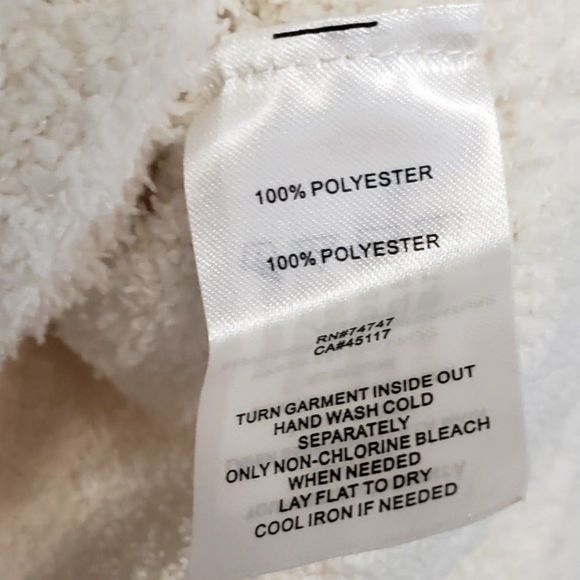 100% POLYESTER
100% POLYESTER
RN#74747
CA#45117
TURN GARMENT INSIDE OUT
HAND WASH COLD
SEPARATELY
ONLY NON-CHLORINE BLEACH
WHEN NEEDED
LAY FLAT TO DRY
COOL IRON IF NEEDED